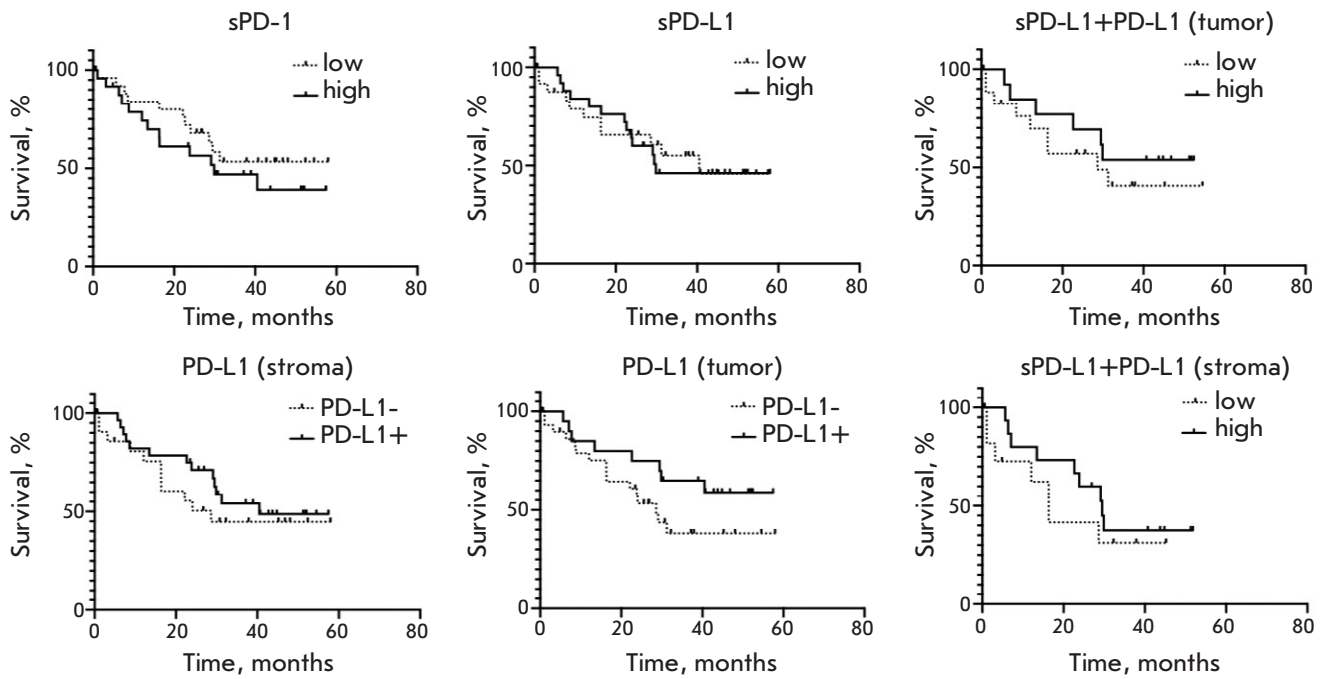 sPD-1
low
high
100
50
0
Survival, %
0 20 40 60 80
Time, months
sPD-L1
low
high
100
50
0
Survival, %
0 20 40 60 80
Time, months
sPD-L1+PD-L1 (tumor)
low
high
100
50
0
Survival, %
0 20 40 60 80
Time, months
PD-L1 (stroma)
PD-L1-
PD-L1+
100
50
0
Survival, %
0 20 40 60 80
Time, months
PD-L1 (tumor)
PD-L1-
PD-L1+
100
50
0
Survival, %
0 20 40 60 80
Time, months
sPD-L1+PD-L1 (stroma)
low
high
100
50
0
Survival, %
0 20 40 60 80
Time, months